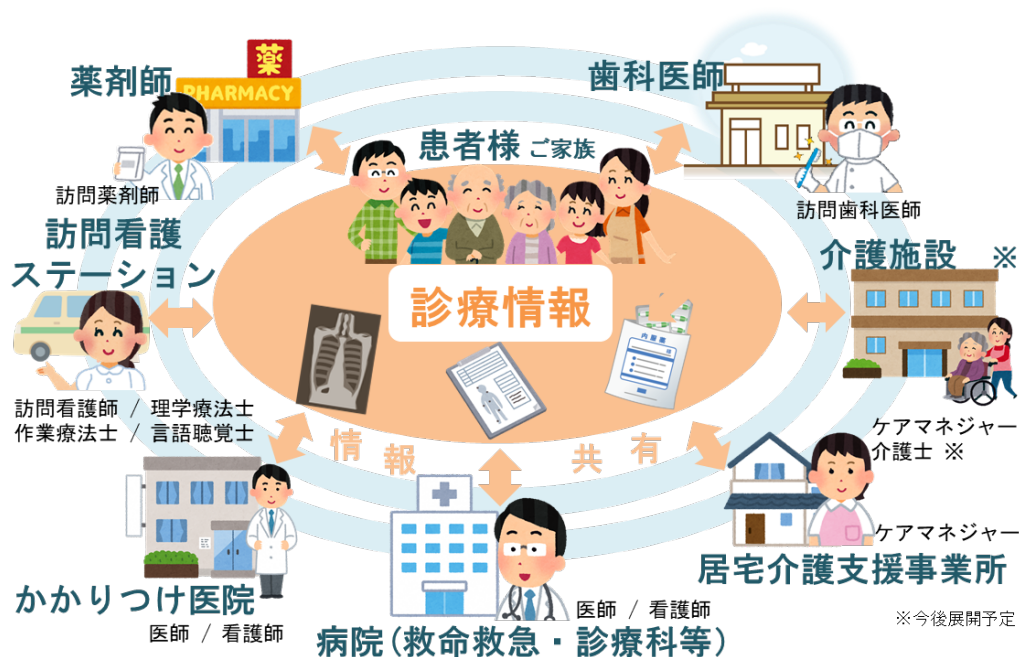 薬
PHARMACY
薬剤師
訪問薬剤師
歯科医師
訪問歯科医師
患者様 ご家族
訪問看護
ステーション
訪問看護師 / 理学療法士
作業療法士 / 言語聴覚士
介護施設 ※
ケアマネジャー
介護士 ※
診療情報
内服薬
情報 共有
かかりつけ医院
医師 / 看護師
病院(救命救急・診療科等)
医師 / 看護師
ケアマネジャー
居宅介護支援事業所
※今後展開予定